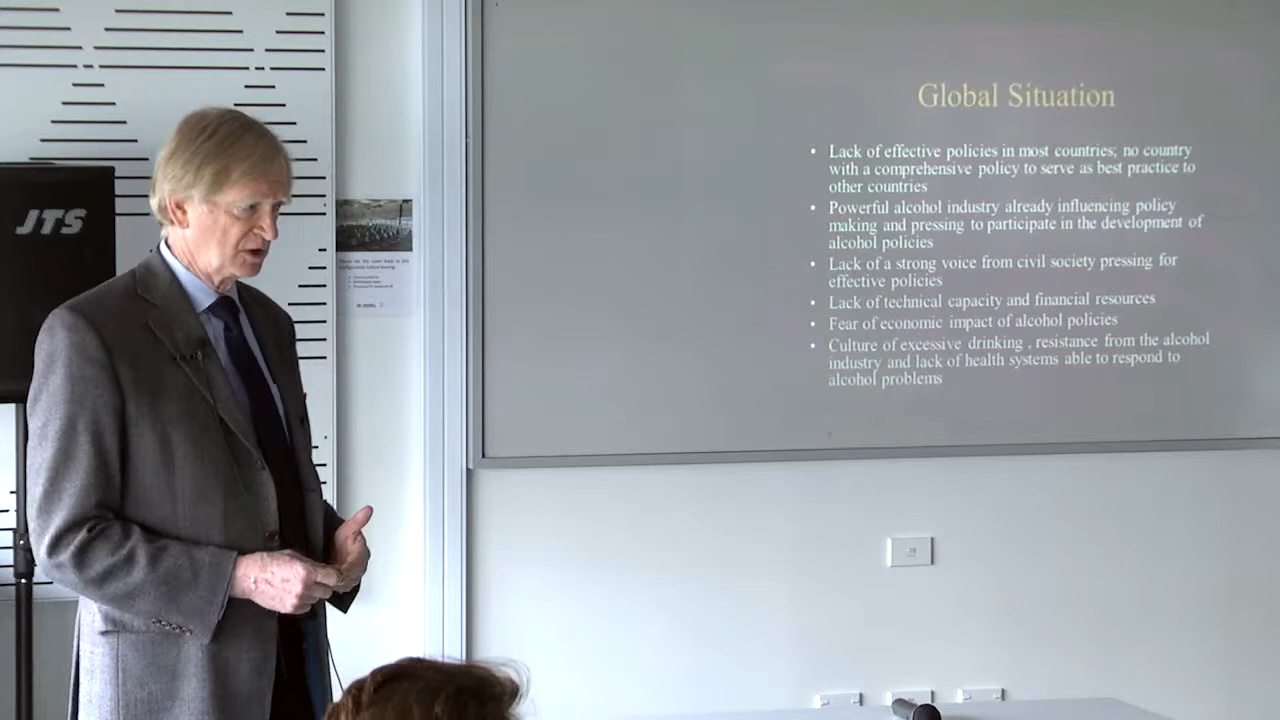 JTS
Global Situation
• Lack of effective policies in most countries; no country
with a comprehensive policy to serve as best practice to
other countries
• Powerful alcohol industry already influencing policy
making and pressing to participate in the development of
alcohol policies
• Lack of a strong voice from civil society pressing for
effective policies
• Lack of technical capacity and financial resources
• Fear of economic impact of alcohol policies
• Culture of excessive drinking , resistance from the alcohol
industry and lack of health systems able to respond to
alcohol problems